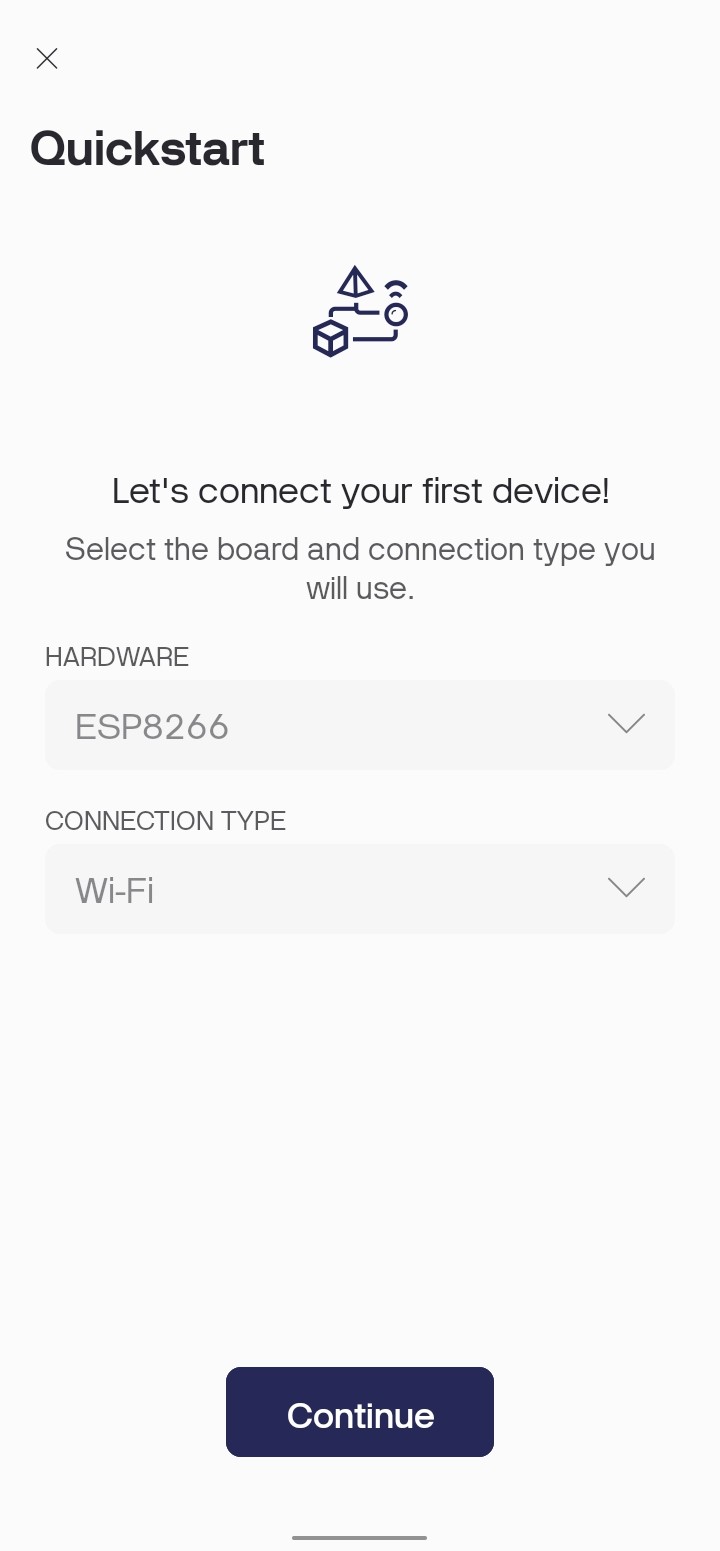 Quickstart
Let's connect your first device!
Select the board and connection type you
will use.
HARDWARE
ESP8266
CONNECTION TYPE
Wi-Fi
Continue